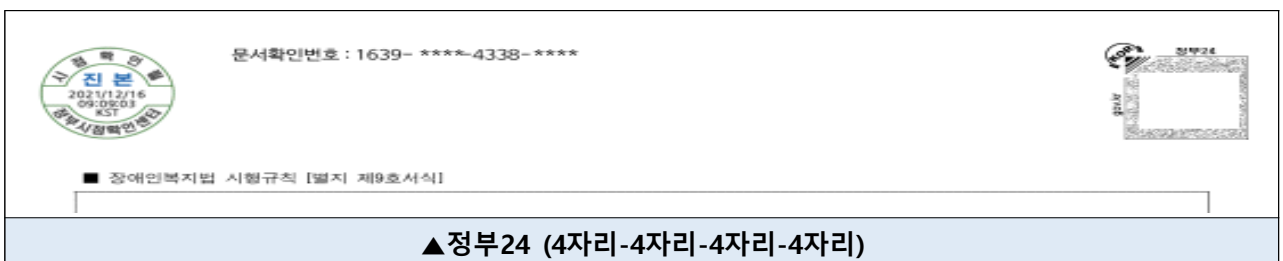 시점확인필
진 본
2021/12/16
09:09:03
KST
정부시점확인센터
문서확인번호 : 1639- ****-4338-****
정부24
gov.kr
■ 장애인복지법 시행규칙 [별지 제9호서식]
▲정부24 (4자리-4자리-4자리-4자리)